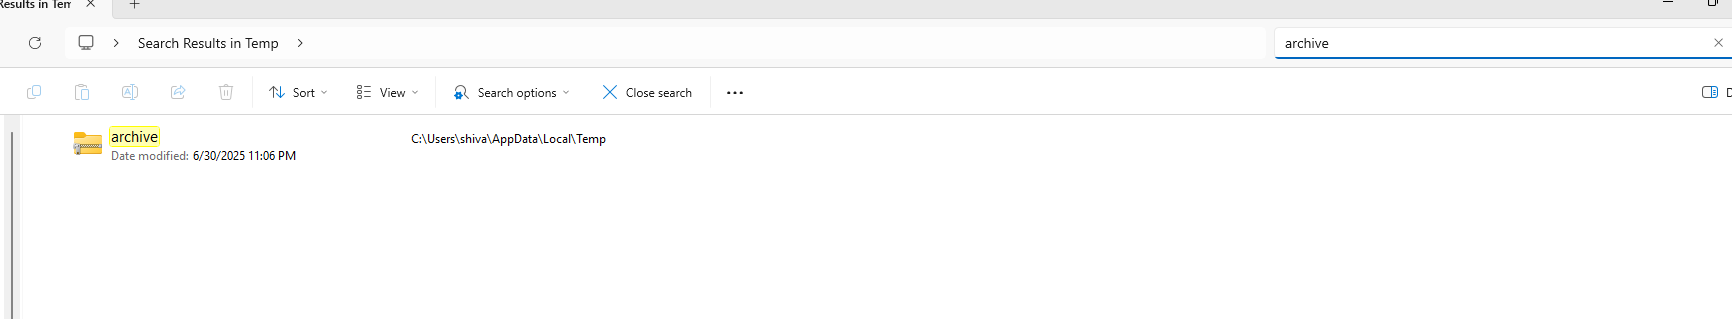 Results in Tem
Search Results in Temp
archive
Sort
View
Search options
Close search
D
archive
C:\Users\shiva\AppData\Local\Temp
Date modified: 6/30/2025 11:06 PM